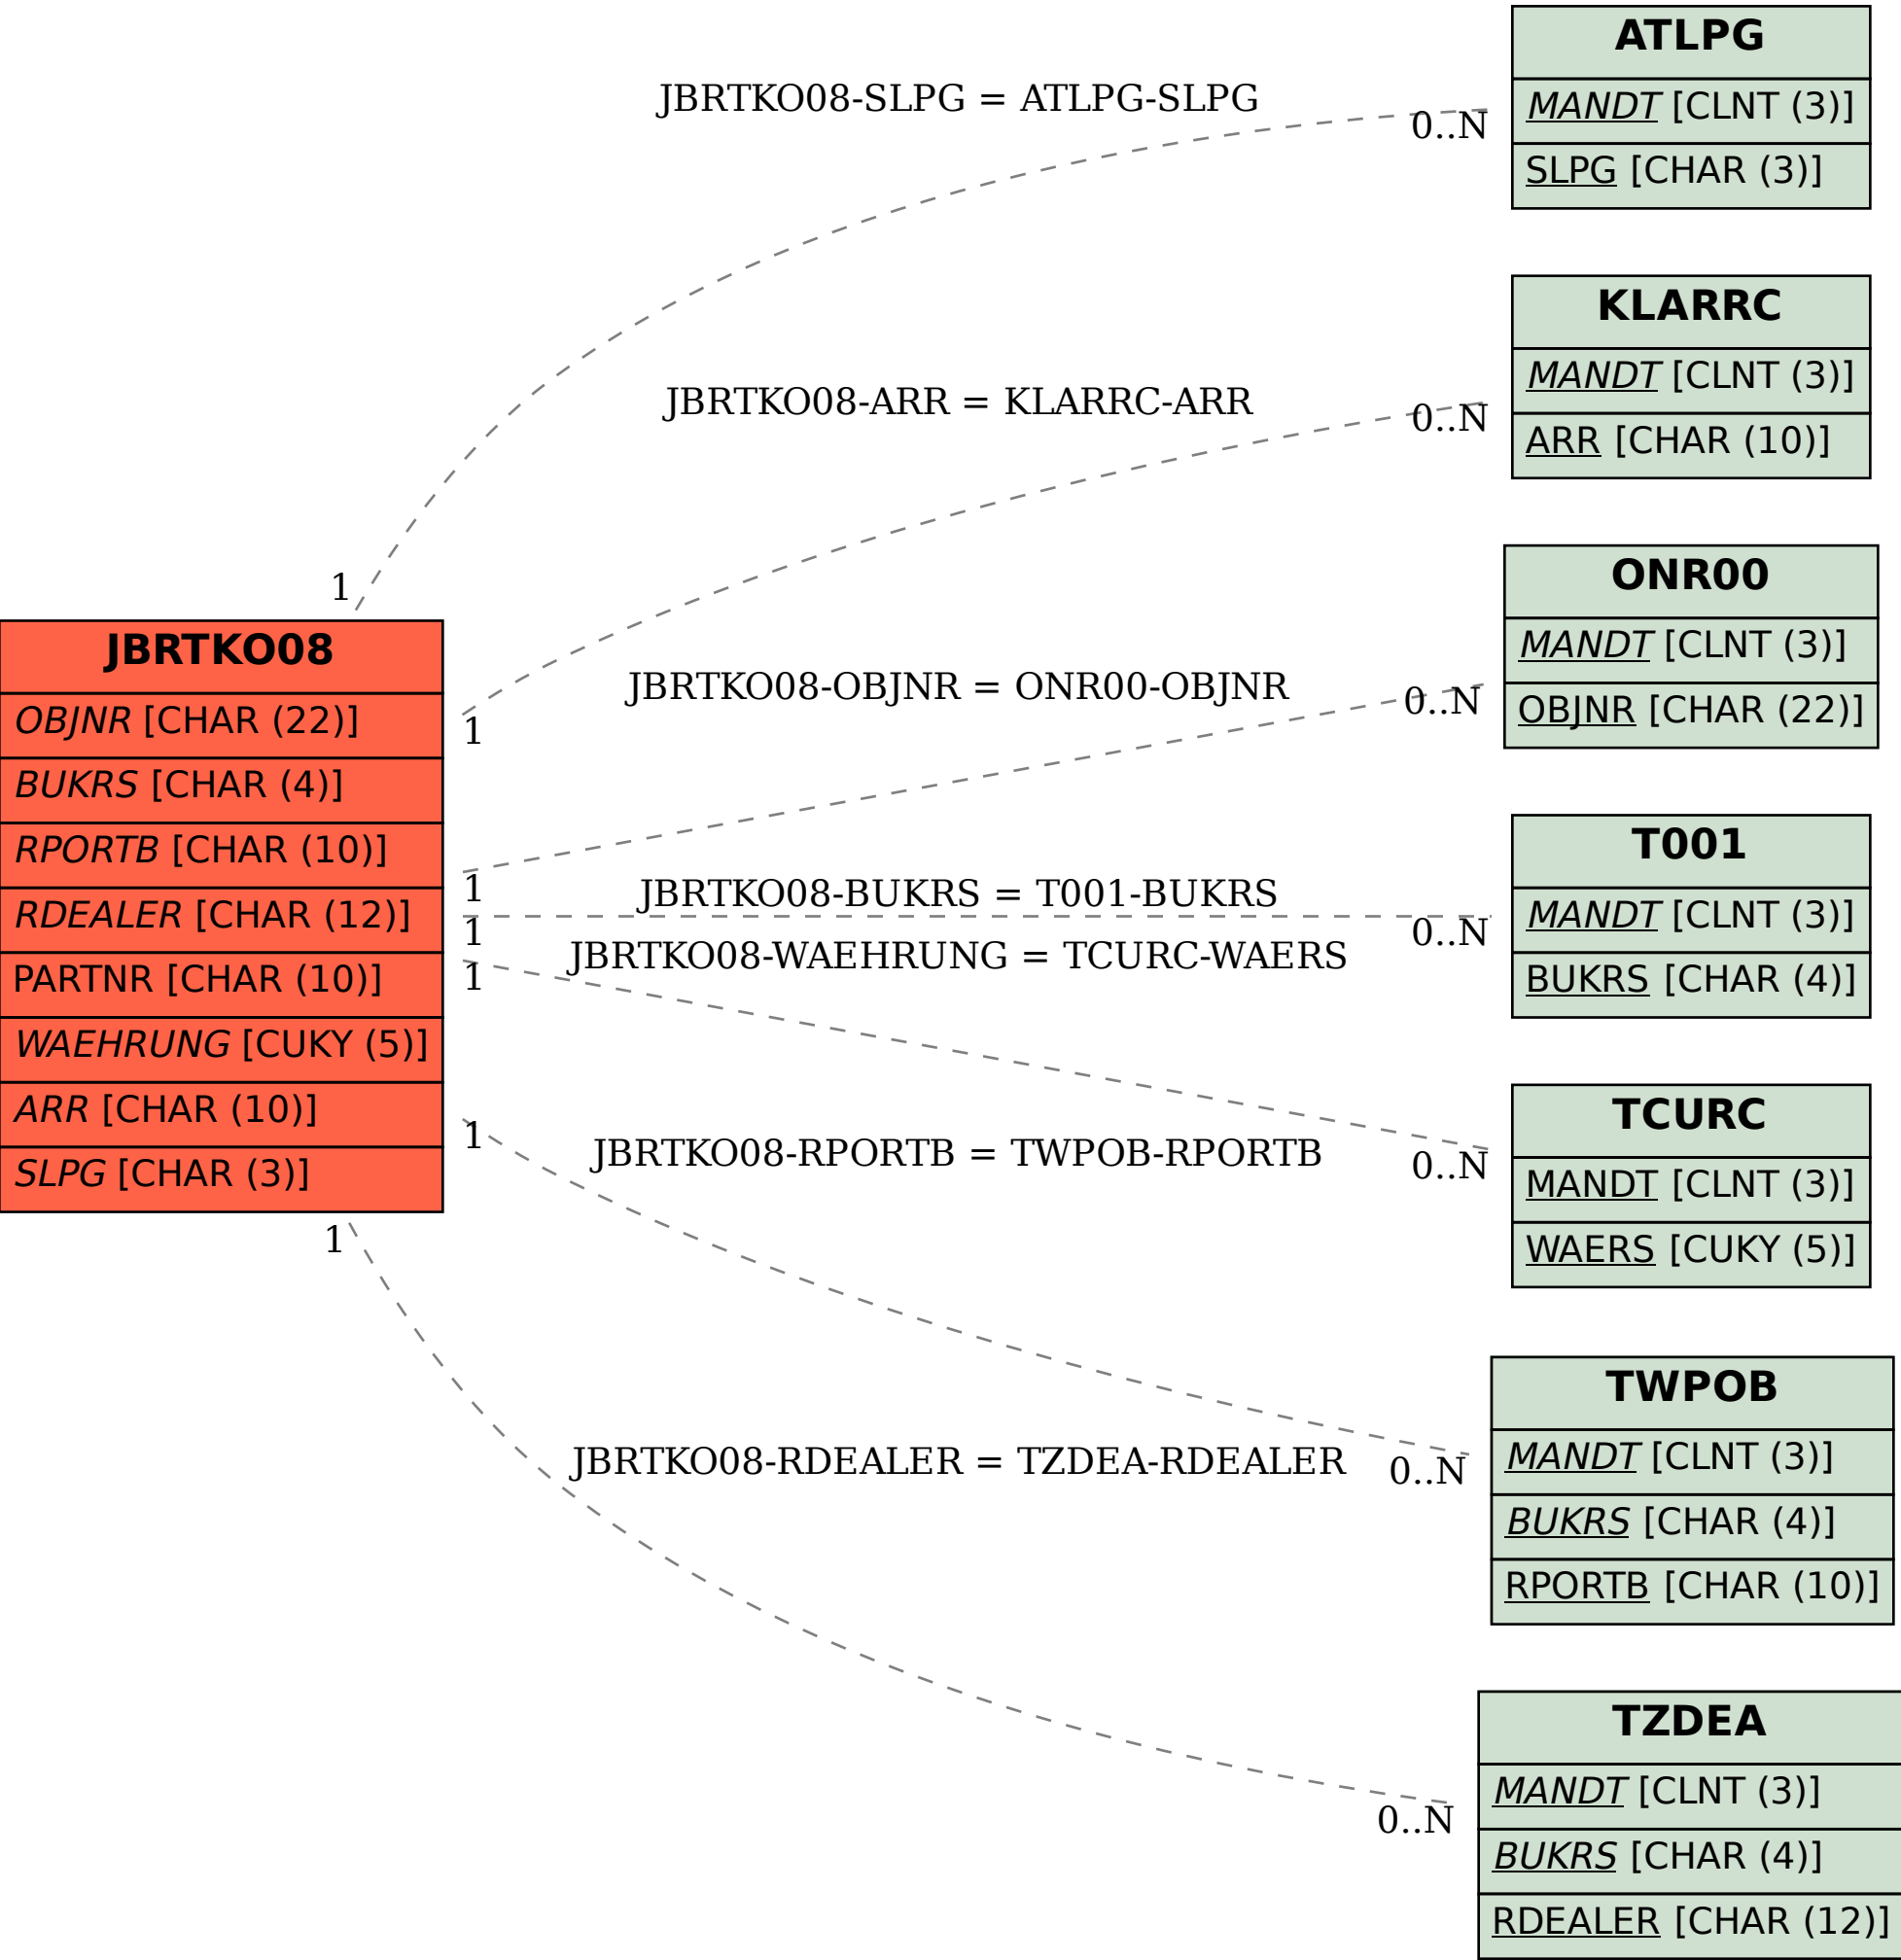 JBRTKO08
OBJNR [CHAR (22)]
BUKRS [CHAR (4)]
RPORTB [CHAR (10)]
RDEALER [CHAR (12)]
PARTNR [CHAR (10)]
WAEHRUNG [CUKY (5)]
ARR [CHAR (10)]
SLPG [CHAR (3)]
JBRTKO08-SLPG = ATLPG-SLPG
1
0..N
JBRTKO08-ARR = KLARRC-ARR
1
0..N
JBRTKO08-OBJNR = ONR00-OBJNR
1
0..N
JBRTKO08-BUKRS = T001-BUKRS
1
0..N
JBRTKO08-WAEHRUNG = TCURC-WAERS
1
0..N
JBRTKO08-RPORTB = TWPOB-RPORTB
1
0..N
JBRTKO08-RDEALER = TZDEA-RDEALER
1
0..N
ATLPG
MANDT [CLNT (3)]
SLPG [CHAR (3)]
KLARRC
MANDT [CLNT (3)]
ARR [CHAR (10)]
ONR00
MANDT [CLNT (3)]
OBJNR [CHAR (22)]
T001
MANDT [CLNT (3)]
BUKRS [CHAR (4)]
TCURC
MANDT [CLNT (3)]
WAERS [CUKY (5)]
TWPOB
MANDT [CLNT (3)]
BUKRS [CHAR (4)]
RPORTB [CHAR (10)]
TZDEA
MANDT [CLNT (3)]
BUKRS [CHAR (4)]
RDEALER [CHAR (12)]